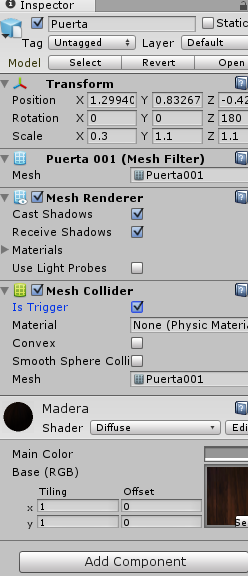 Inspector
Puerta Static
Tag Untagged Layer Default
Model Select Revert Open
Transform
Position X 1.2994 Y 0.83267 Z -0.42
Rotation X 0 Y 0 Z 180
Scale X 0.3 Y 1.1 Z 1.1
Puerta 001 (Mesh Filter)
Mesh Puerta001
Mesh Renderer
Cast Shadows
Receive Shadows
Materials
Use Light Probes
Mesh Collider
Is Trigger
Material None (Physic Materia
Convex
Smooth Sphere Colli
Mesh Puerta001
Madera
Shader Diffuse Edi
Main Color
Base (RGB)
Tiling Offset
x 1 0
y 1 0
Se
Add Component